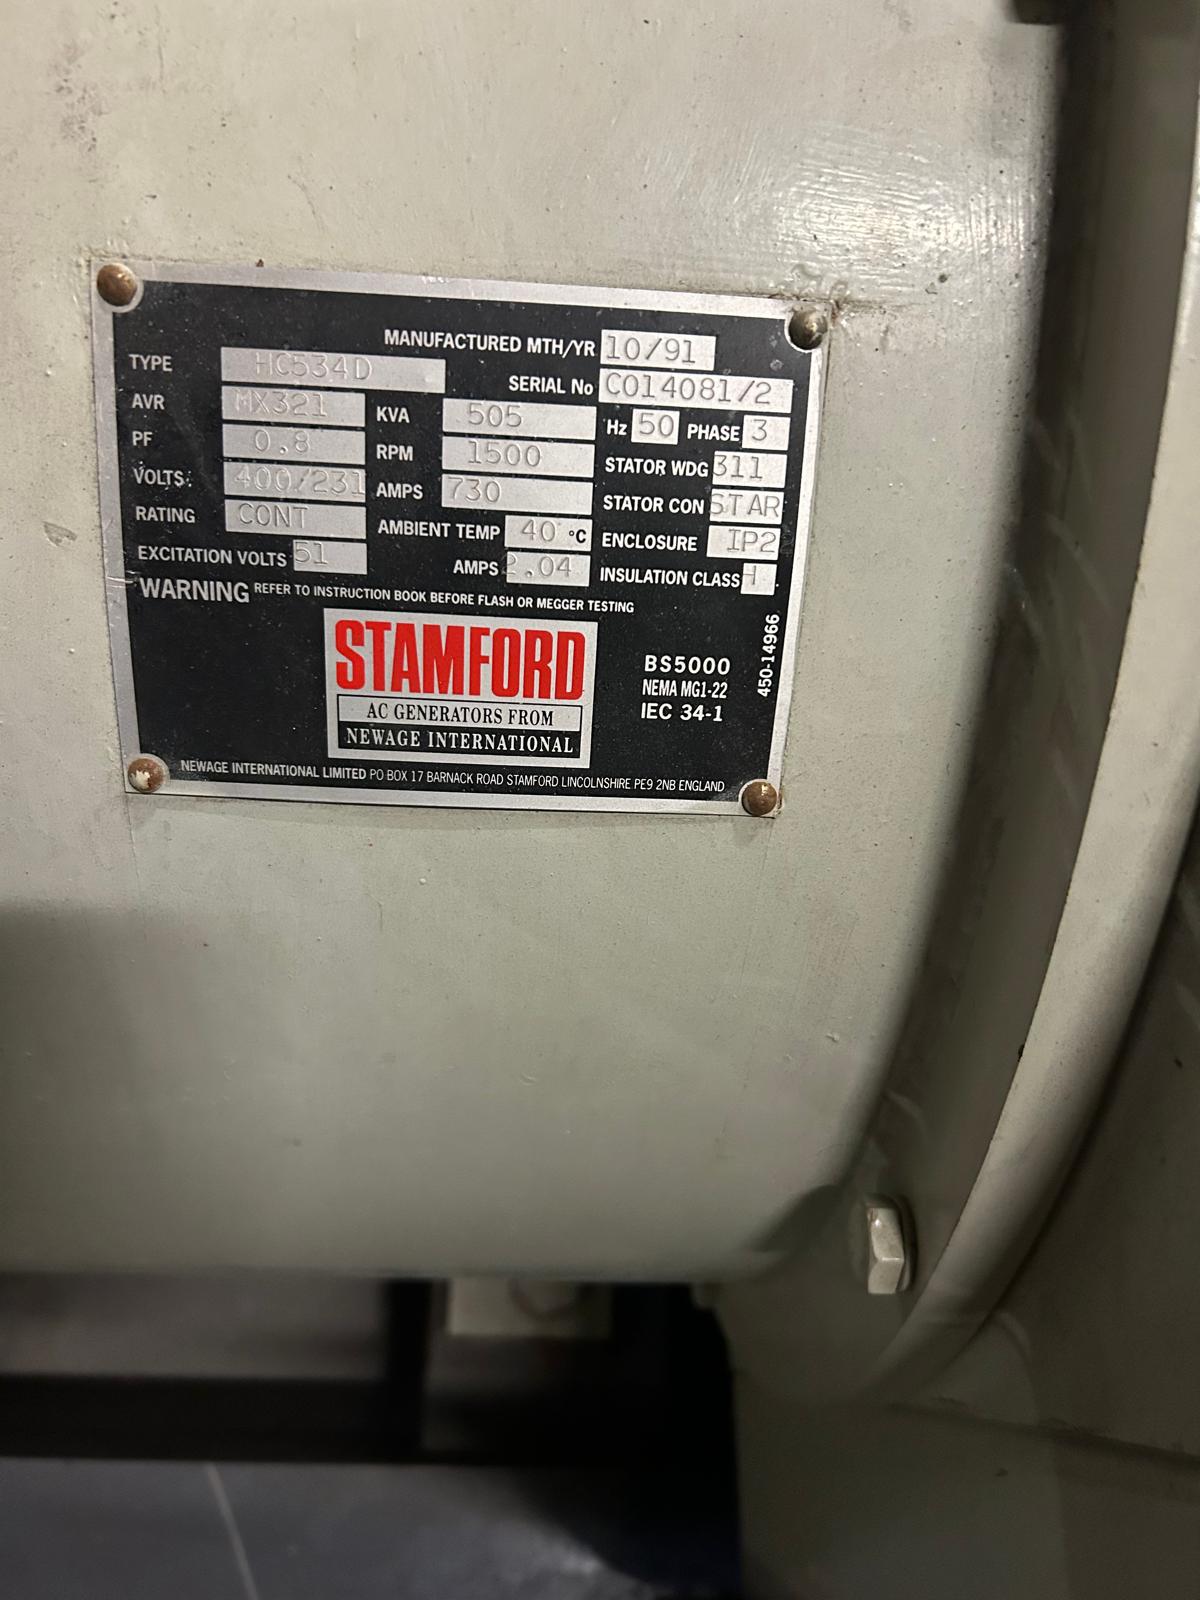 MANUFACTURED MTH/YR 10/91
TYPE HC534D SERIAL No C014081/2
AVR MX321 KVA 505 Hz 50 PHASE 3
PF 0.8 RPM 1500 STATOR WDG 311
VOLTS 400/231 AMPS 730 STATOR CON STAR
RATING CONT AMBIENT TEMP 40 °C ENCLOSURE IP2
EXCITATION VOLTS 51 AMPS 2.04 INSULATION CLASS H
WARNING REFER TO INSTRUCTION BOOK BEFORE FLASH OR MEGGER TESTING
STAMFORD
AC GENERATORS FROM
NEWAGE INTERNATIONAL
BS5000
NEMA MG1-22
IEC 34-1
450-14966
NEWAGE INTERNATIONAL LIMITED PO BOX 17 BARNACK ROAD STAMFORD LINCOLNSHIRE PE9 2NB ENGLAND